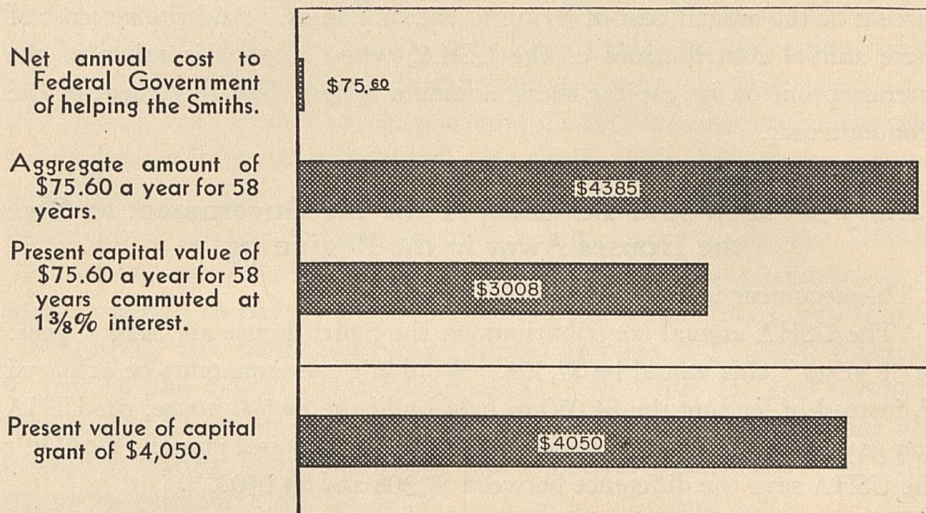 Net annual cost to
Federal Government
of helping the Smiths.
$75.60
Aggregate amount of
$75.60 a year for 58
years.
$4385
Present capital value of
$75.60 a year for 58
years commuted at
1 3/8% interest.
$3008
Present value of capital
grant of $4,050.
$4050